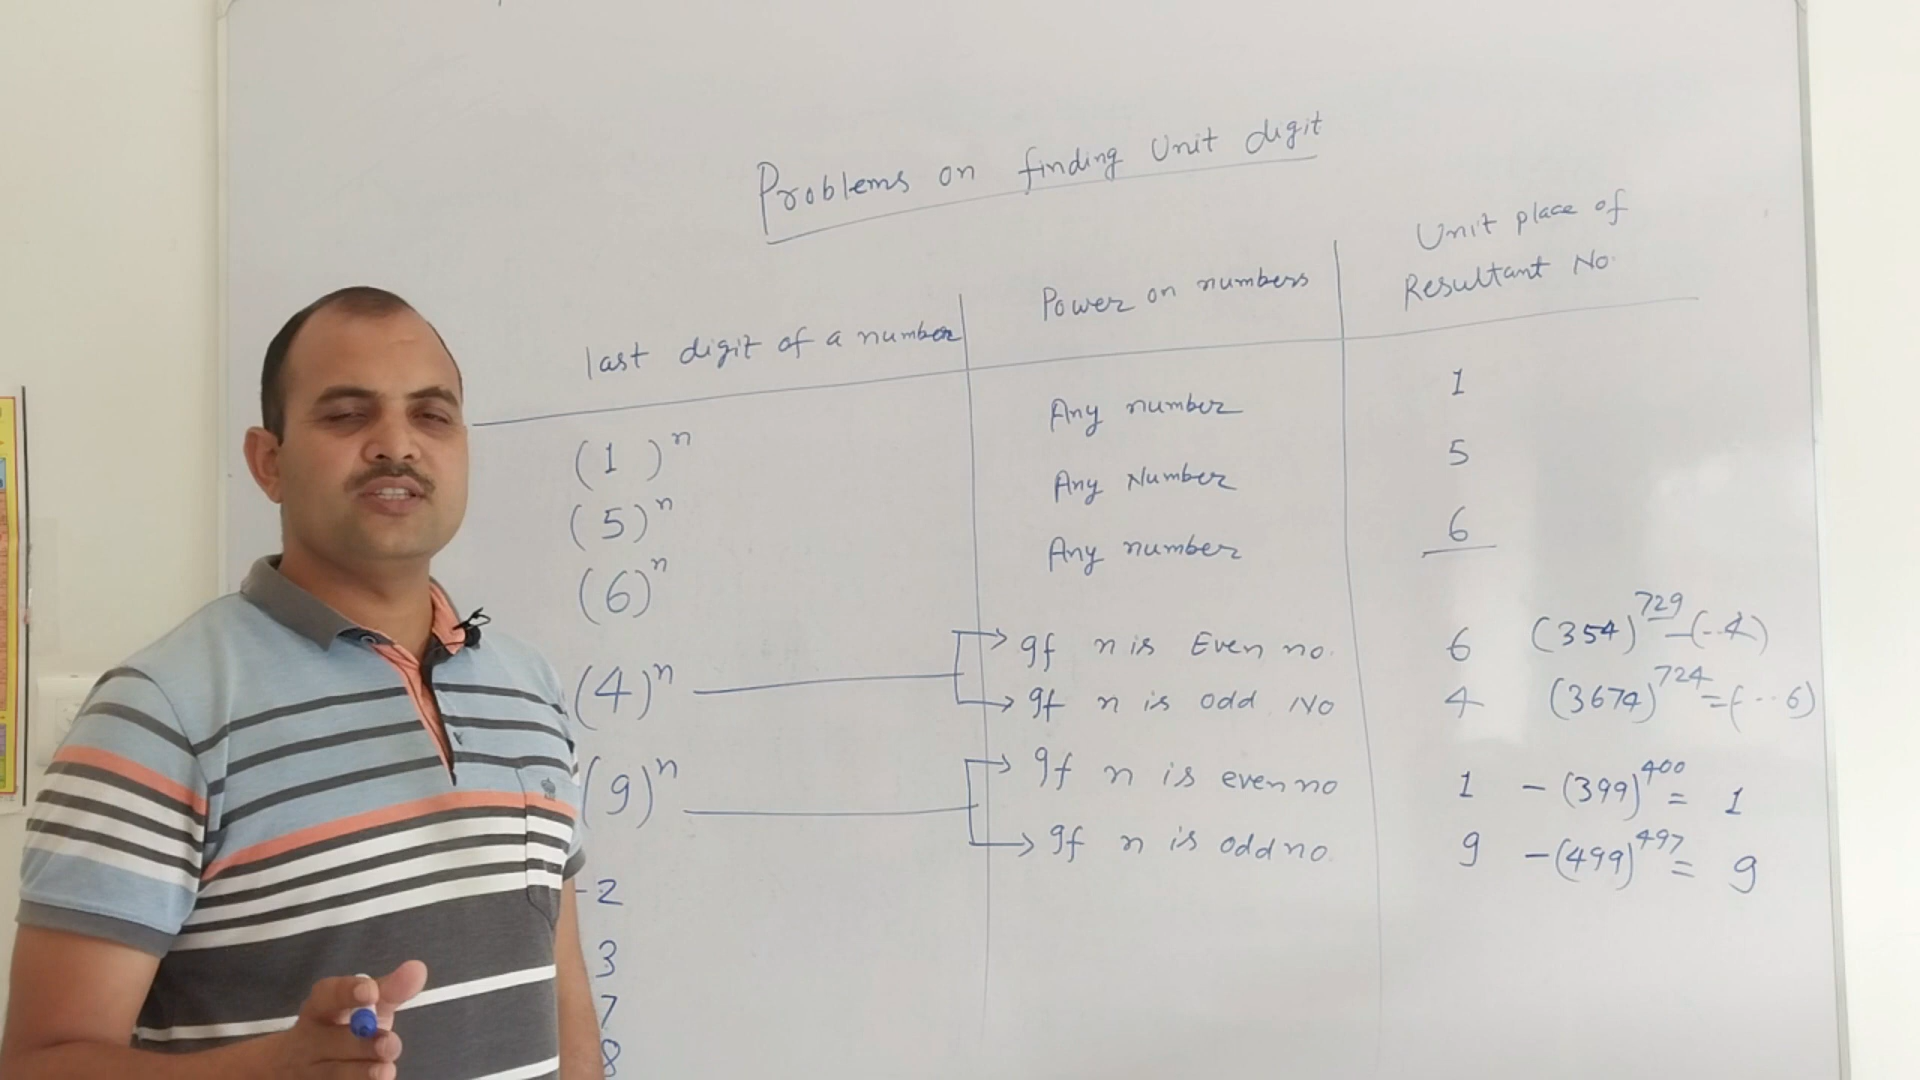 Problems on finding Unit digit
last digit of a number Power on numbers Unit place of Resultant No.
(1)^n Any number 1
(5)^n Any Number 5
(6)^n Any number 6
(4)^n
If n is Even no. 6 (354)^729 - (--4)
If n is odd No 4 (3674)^724 = (--6)
(9)^n
If n is even no 1 - (399)^400 = 1
If n is odd no. 9 - (499)^497 = 9
-2
3
7
8